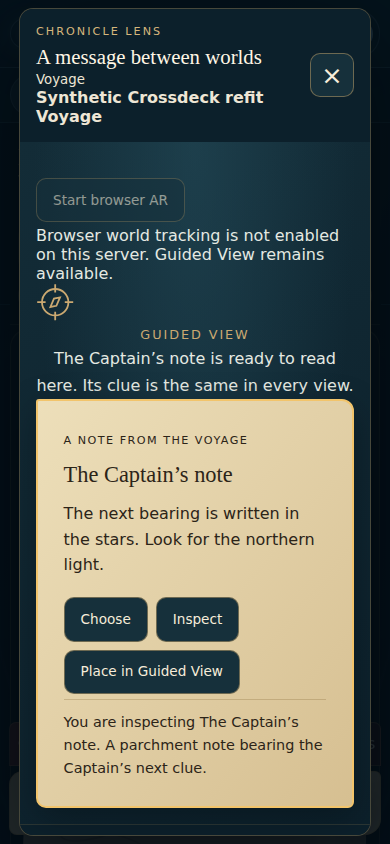 CHRONICLE LENS
A message between worlds
Voyage
Synthetic Crossdeck refit
Voyage
Start browser AR
Browser world tracking is not enabled
on this server. Guided View remains
available.
GUIDED VIEW
The Captain’s note is ready to read
here. Its clue is the same in every view.
A NOTE FROM THE VOYAGE
The Captain’s note
The next bearing is written in
the stars. Look for the northern
light.
Choose
Inspect
Place in Guided View
You are inspecting The Captain’s
note. A parchment note bearing the
Captain’s next clue.